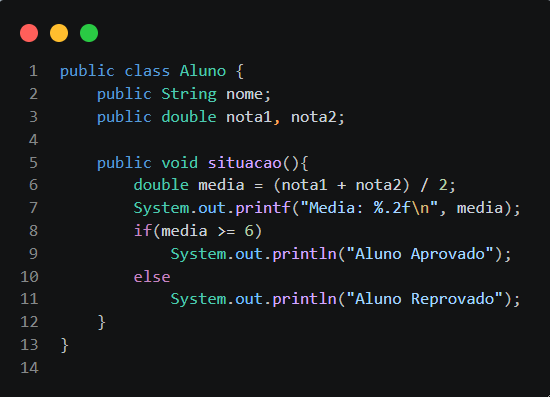 1 public class Aluno {
2     public String nome;
3     public double nota1, nota2;
4
5     public void situacao(){
6         double media = (nota1 + nota2) / 2;
7         System.out.printf("Media: %.2f\n", media);
8         if(media >= 6)
9             System.out.println("Aluno Aprovado");
10         else
11             System.out.println("Aluno Reprovado");
12     }
13 }
14